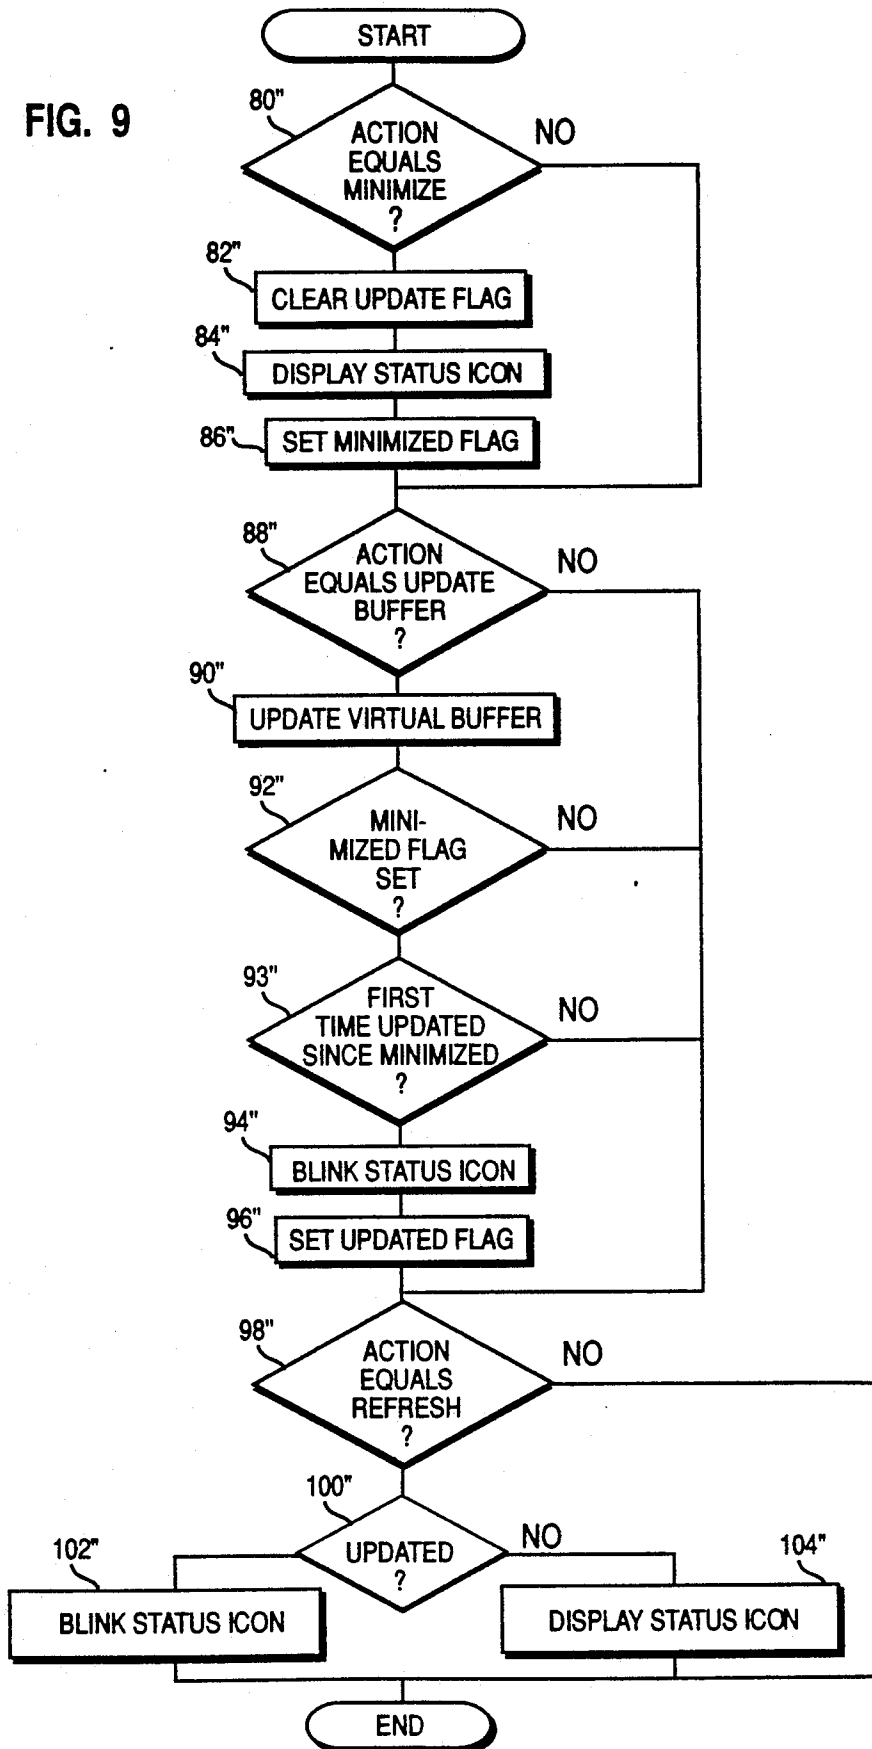 START
FIG. 9
80"
ACTION
EQUALS
MINIMIZE
?
NO
82"
CLEAR UPDATE FLAG
84"
DISPLAY STATUS ICON
86"
SET MINIMIZED FLAG
88"
ACTION
EQUALS UPDATE
BUFFER
?
NO
90"
UPDATE VIRTUAL BUFFER
92"
MINI-
MIZED FLAG
SET
?
NO
93"
FIRST
TIME UPDATED
SINCE MINIMIZED
?
NO
94"
BLINK STATUS ICON
96"
SET UPDATED FLAG
98"
ACTION
EQUALS
REFRESH
?
NO
100"
UPDATED
?
NO
102"
BLINK STATUS ICON
104"
DISPLAY STATUS ICON
END